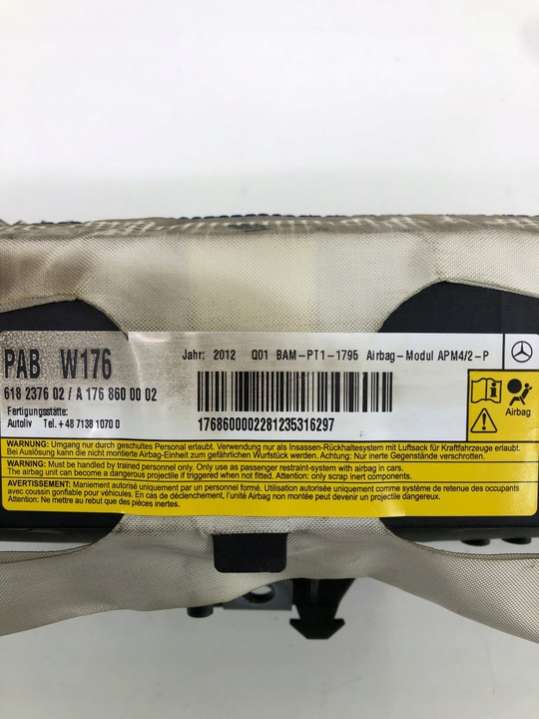 PAB W176
Jahr: 2012 Q01 BAM-PT1-1795 Airbag-Modul APM4/2-P
618 2376 02 / A 176 860 00 02
Fertigungsstätte:
Autoliv Tel. +48 71381 1070 0
1768600002281235316297
Airbag
WARNUNG: Umgang nur durch geschultes Personal erlaubt. Verwendung nur als Insassen-Rückhaltesystem mit Luftsack für Kraftfahrzeuge erlaubt.
Bei Auslösung kann die nicht montierte Airbag-Einheit zum gefährlichen Wurfstück werden. Achtung: Nur inerte Gegenstände verschrotten.
WARNING: Must be handled by trained personnel only. Only use as passenger restraint-system with airbag in cars.
The airbag unit can become a dangerous projectile if triggered when not fitted. Attention: only scrap inert components.
AVERTISSEMENT: Maniement autorisé uniquement par un personnel formé. Utilisation autorisée uniquement comme système de retenue des occupants
avec coussin gonflable pour véhicules. En cas de déclenchement, l'unité Airbag non montée peut devenir un projectile dangereux.
Attention: Ne mettre au rebut que des pièces inertes.